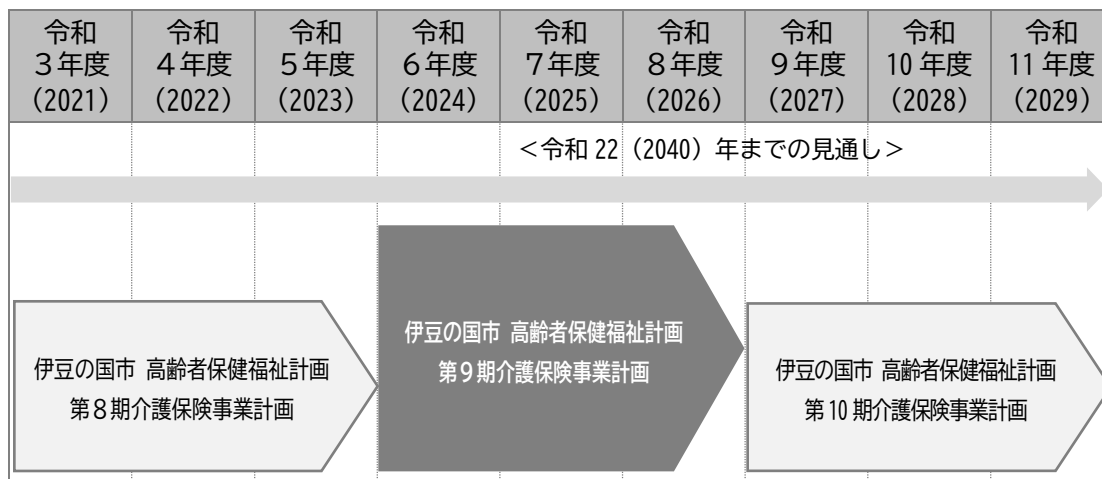 令和 令和 令和 令和 令和 令和 令和 令和 令和
３年度 ４年度 ５年度 ６年度 ７年度 ８年度 ９年度 10 年度 11 年度
（2021） （2022） （2023） （2024） （2025） （2026） （2027） （2028） （2029）
＜令和 22（2040）年までの見通し＞
伊豆の国市 高齢者保健福祉計画
第８期介護保険事業計画
伊豆の国市 高齢者保健福祉計画
第９期介護保険事業計画
伊豆の国市 高齢者保健福祉計画
第 10 期介護保険事業計画